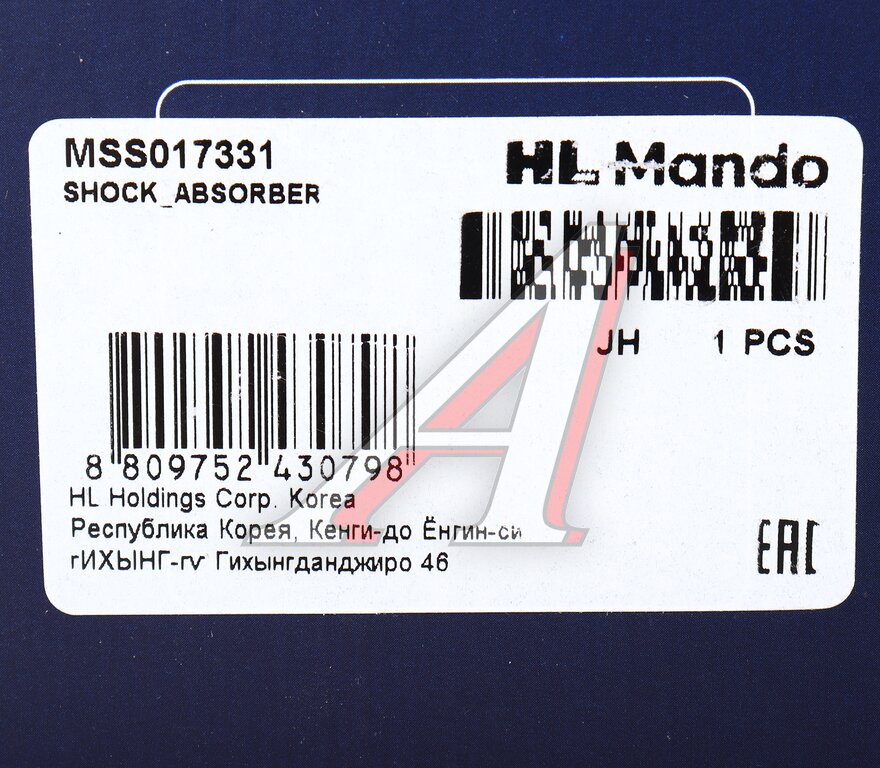 MSS017331
SHOCK_ABSORBER
HL Mando
JH 1 PCS
8 809752 430798
HL Holdings Corp. Korea
Республика Корея, Кенги-до Ёнгин-си
гИХЫНГ-гу Гихынгданджиро 46
EAC
A